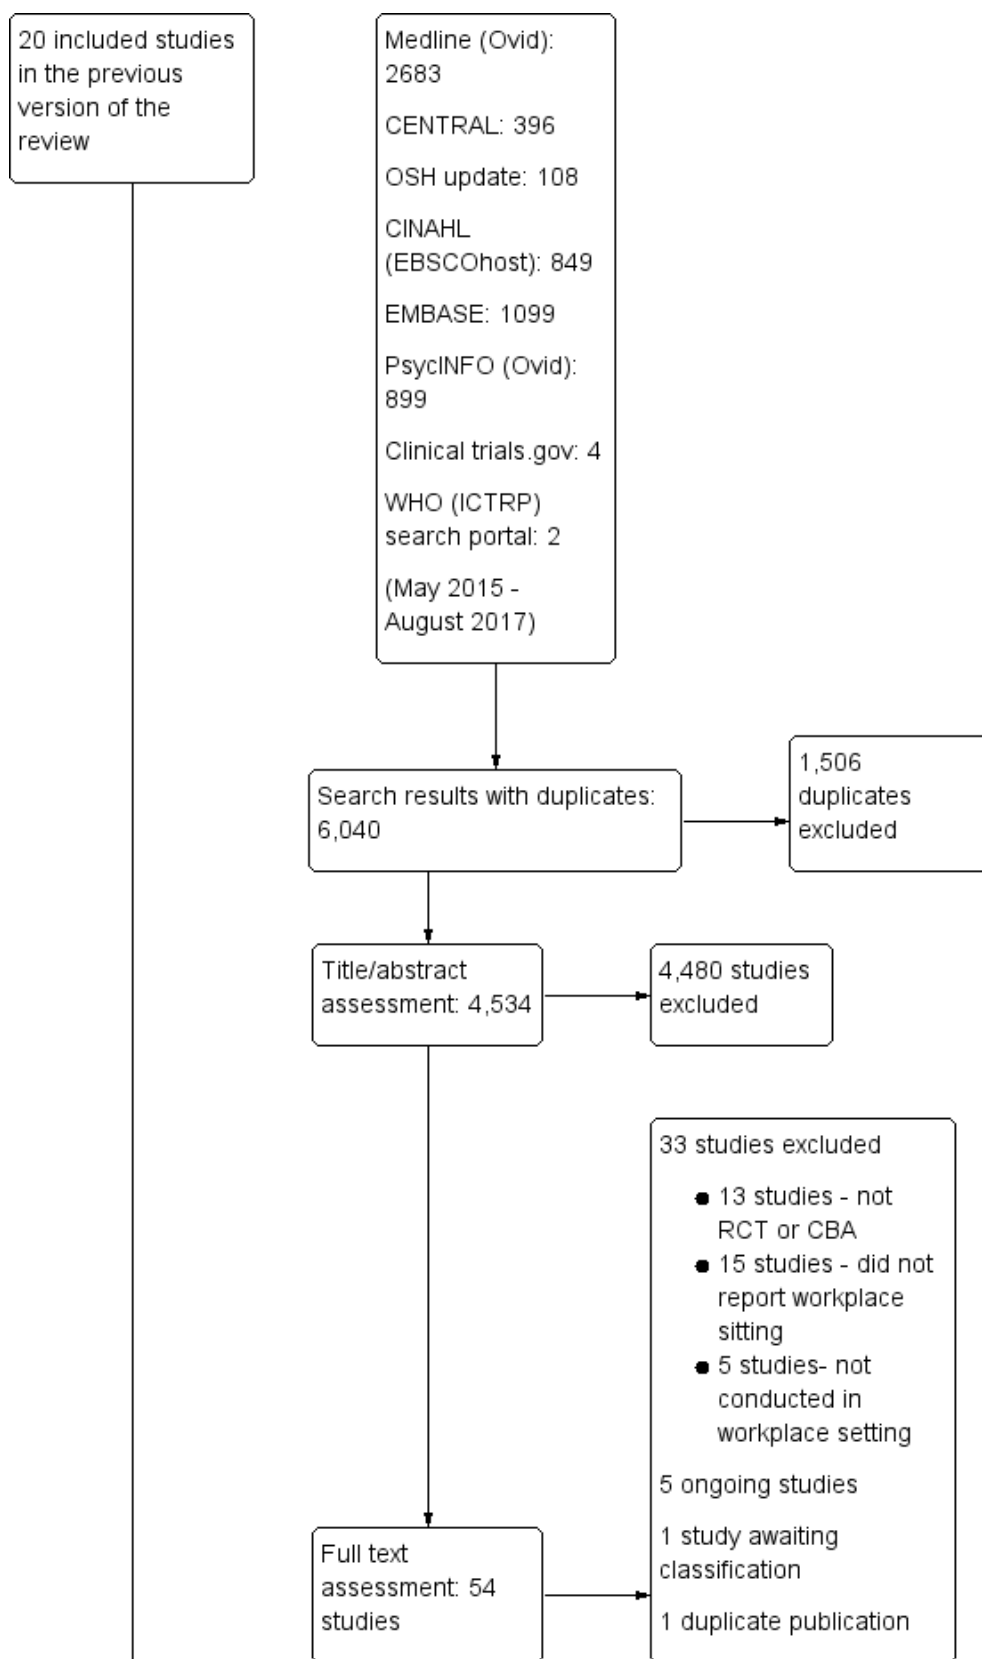 20 included studies
in the previous
version of the
review
Medline (Ovid):
2683
CENTRAL: 396
OSH update: 108
CINAHL
(EBSCOhost): 849
EMBASE: 1099
PsycINFO (Ovid):
899
Clinical trials.gov: 4
WHO (ICTRP)
search portal: 2
(May 2015 -
August 2017)
Search results with duplicates:
6,040
1,506
duplicates
excluded
Title/abstract
assessment: 4,534
4,480 studies
excluded
33 studies excluded
● 13 studies - not
RCT or CBA
● 15 studies - did not
report workplace
sitting
● 5 studies- not
conducted in
workplace setting
5 ongoing studies
1 study awaiting
classification
1 duplicate publication
Full text
assessment: 54
studies